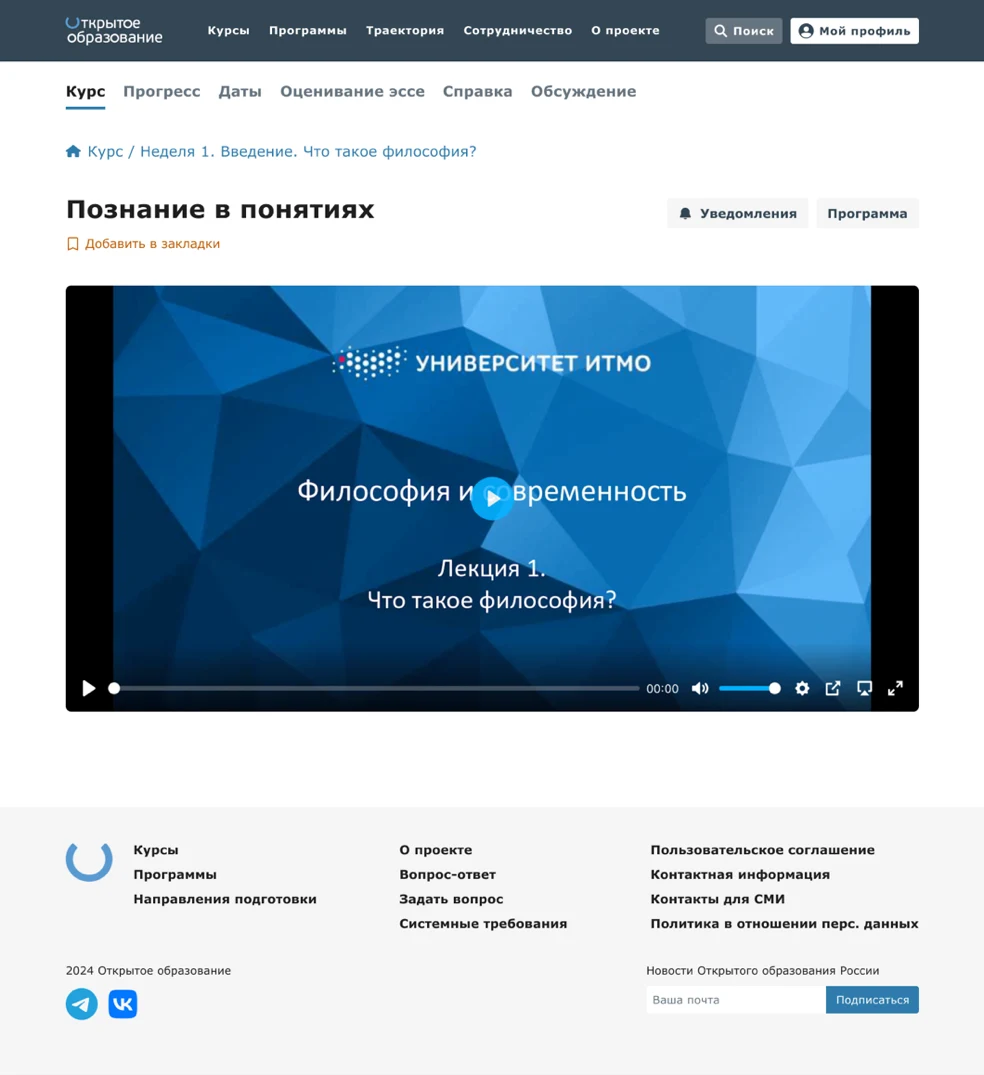 Открытое
образование
Курсы Программы Траектория Сотрудничество О проекте Поиск Мой профиль
Курс Прогресс Даты Оценивание эссе Справка Обсуждение
Курс / Неделя 1. Введение. Что такое философия?
Познание в понятиях
Уведомления Программа
Добавить в закладки
УНИВЕРСИТЕТ ИТМО
Философия и современность
Лекция 1.
Что такое философия?
00:00
Курсы
Программы
Направления подготовки
О проекте
Вопрос-ответ
Задать вопрос
Системные требования
Пользовательское соглашение
Контактная информация
Контакты для СМИ
Политика в отношении перс. данных
2024 Открытое образование
Новости Открытого образования России
Ваша почта Подписаться